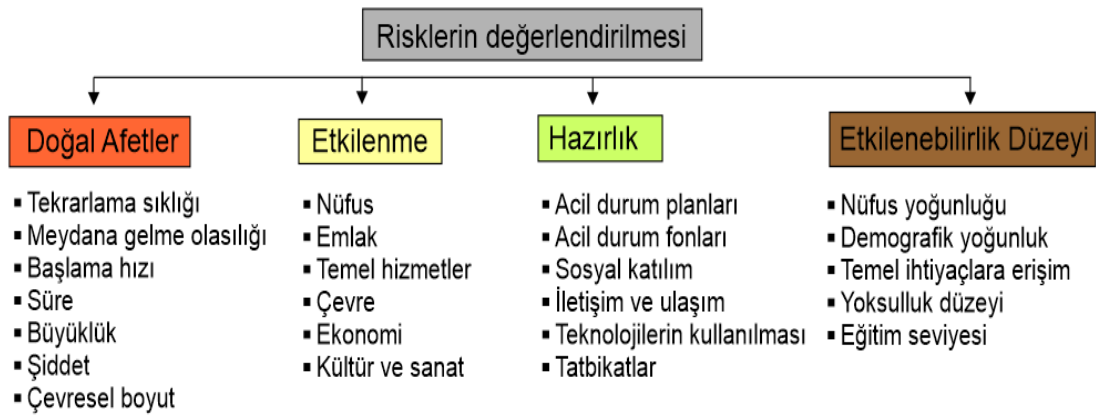 Risklerin değerlendirilmesi
Doğal Afetler
▪ Tekrarlama sıklığı
▪ Meydana gelme olasılığı
▪ Başlama hızı
▪ Süre
▪ Büyüklük
▪ Şiddet
▪ Çevresel boyut
Etkilenme
▪ Nüfus
▪ Emlak
▪ Temel hizmetler
▪ Çevre
▪ Ekonomi
▪ Kültür ve sanat
Hazırlık
▪ Acil durum planları
▪ Acil durum fonları
▪ Sosyal katılım
▪ İletişim ve ulaşım
▪ Teknolojilerin kullanılması
▪ Tatbikatlar
Etkilenebilirlik Düzeyi
▪ Nüfus yoğunluğu
▪ Demografik yoğunluk
▪ Temel ihtiyaçlara erişim
▪ Yoksulluk düzeyi
▪ Eğitim seviyesi